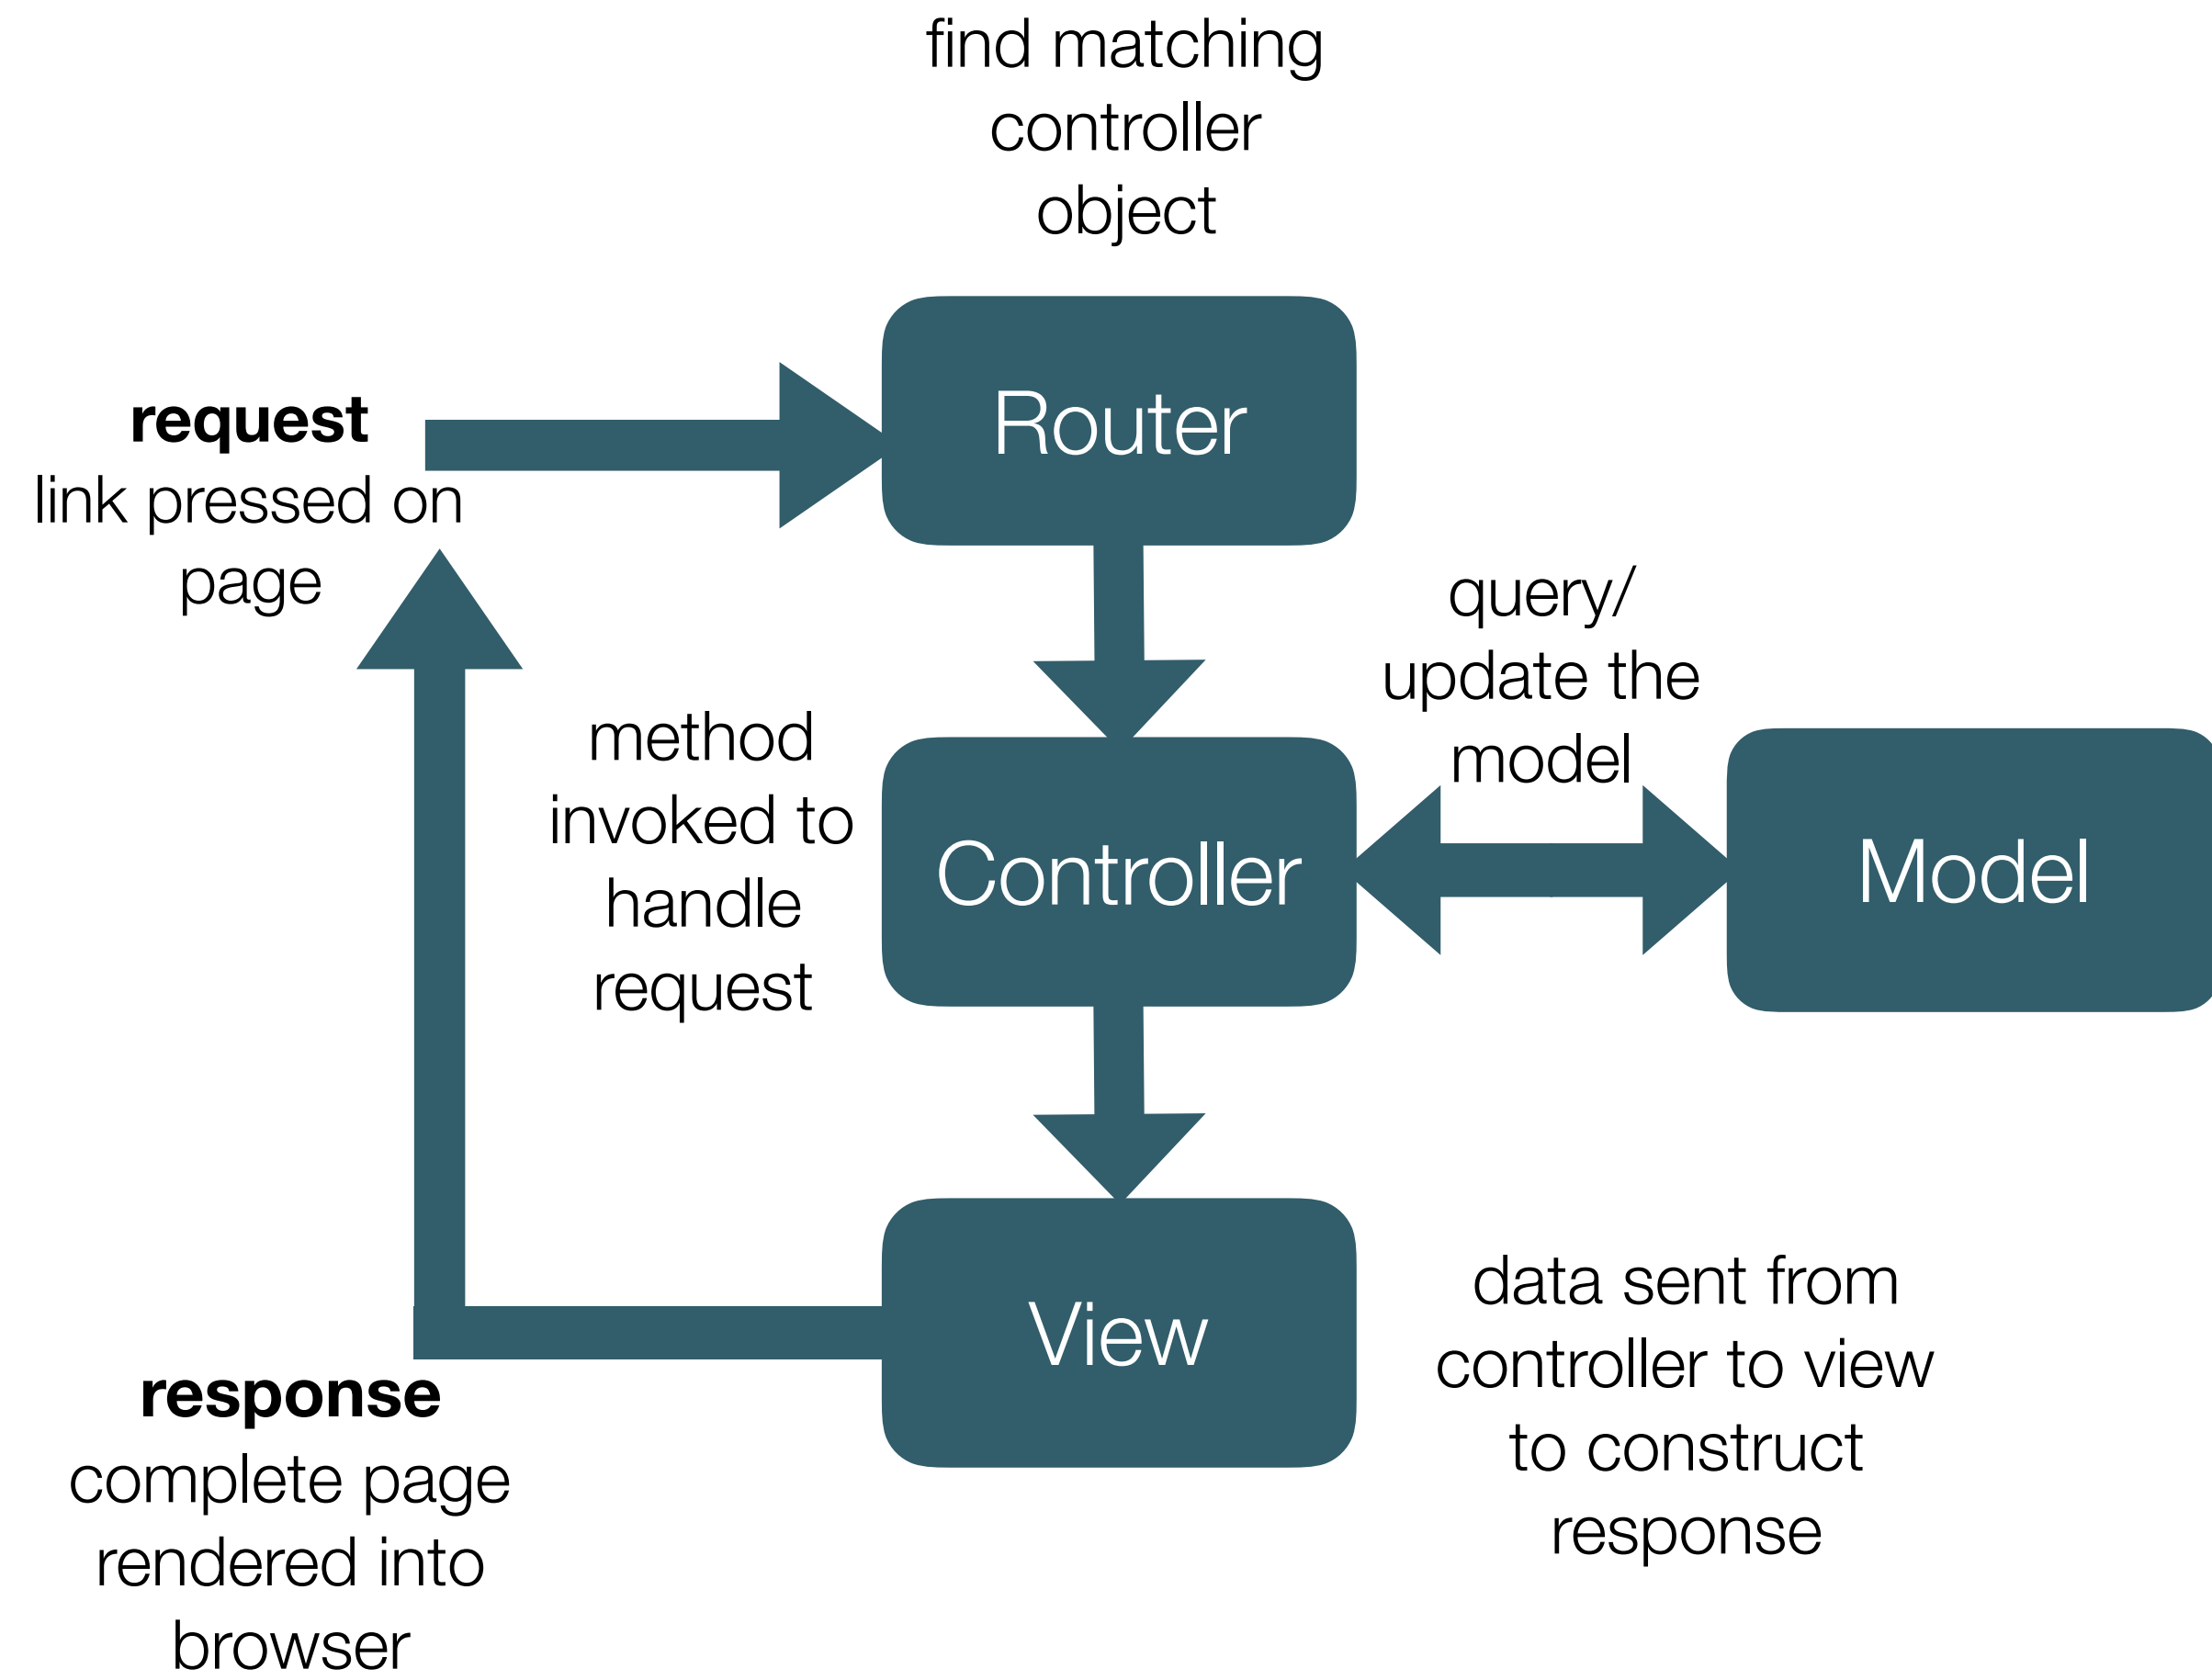 find matching
controller
object
Router
request
link pressed on
page
query/
update the
model
method
invoked to
handle
request
Controller
Model
View
data sent from
controller to view
to construct
response
response
complete page
rendered into
browser